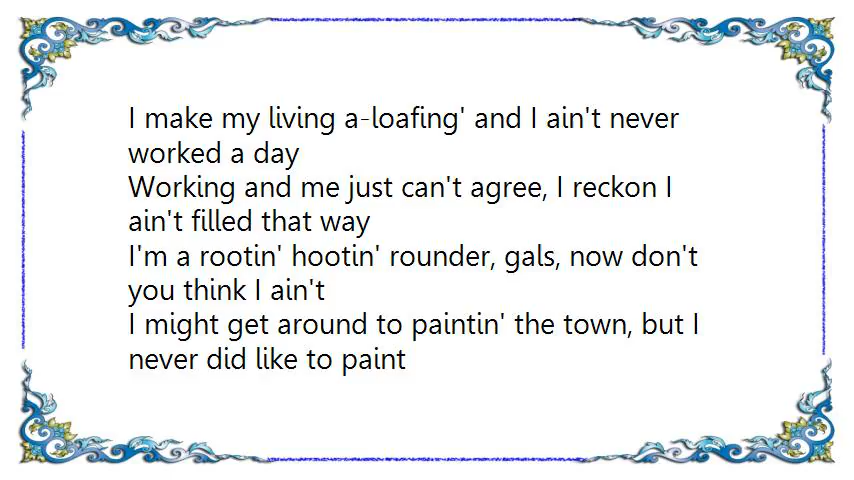 I make my living a-loafing' and I ain't never
worked a day
Working and me just can't agree, I reckon I
ain't filled that way
I'm a rootin' hootin' rounder, gals, now don't
you think I ain't
I might get around to paintin' the town, but I
never did like to paint